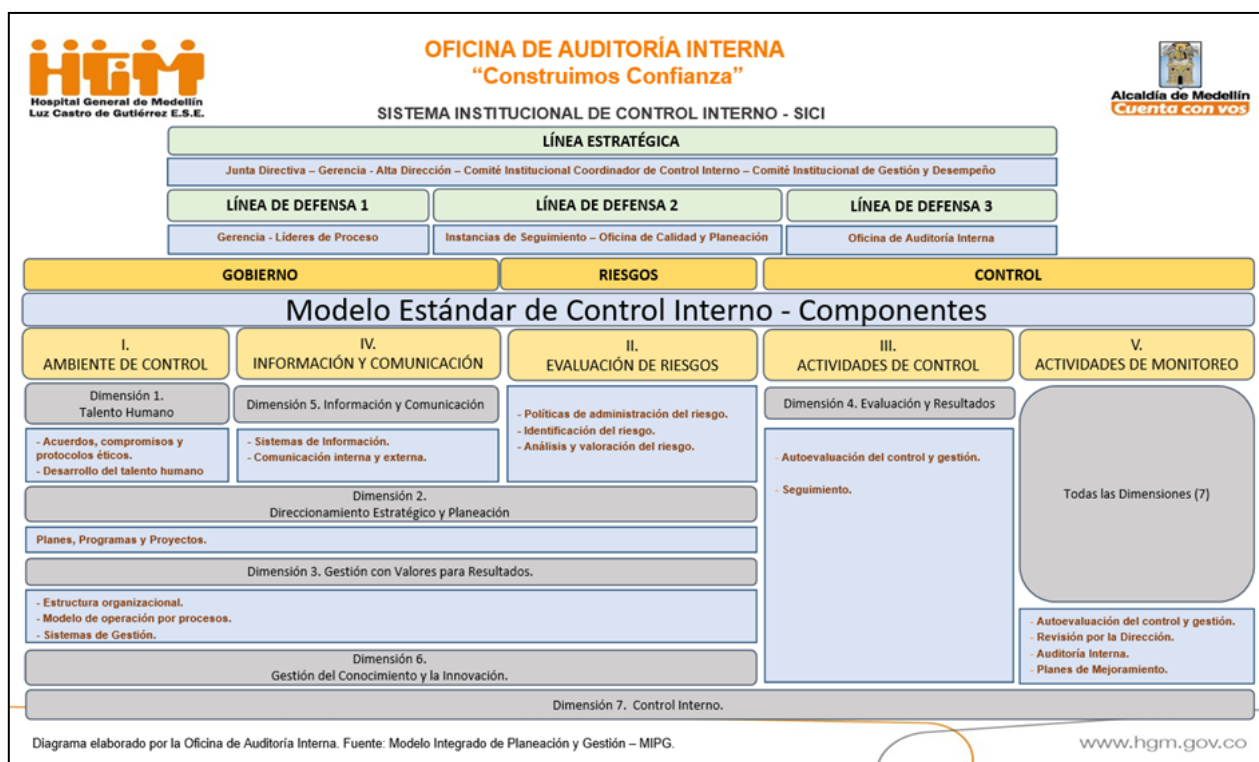 HGM
Hospital General de Medellín
Luz Castro de Gutiérrez E.S.E.
OFICINA DE AUDITORÍA INTERNA
“Construimos Confianza”
SISTEMA INSTITUCIONAL DE CONTROL INTERNO - SICI
Alcaldía de Medellín
Cuenta con vos
LÍNEA ESTRATÉGICA
Junta Directiva – Gerencia - Alta Dirección – Comité Institucional Coordinador de Control Interno – Comité Institucional de Gestión y Desempeño
LÍNEA DE DEFENSA 1
LÍNEA DE DEFENSA 2
LÍNEA DE DEFENSA 3
Gerencia - Líderes de Proceso
Instancias de Seguimiento – Oficina de Calidad y Planeación
Oficina de Auditoría Interna
GOBIERNO
RIESGOS
CONTROL
Modelo Estándar de Control Interno - Componentes
I.
AMBIENTE DE CONTROL
IV.
INFORMACIÓN Y COMUNICACIÓN
II.
EVALUACIÓN DE RIESGOS
III.
ACTIVIDADES DE CONTROL
V.
ACTIVIDADES DE MONITOREO
Dimensión 1.
Talento Humano
Dimensión 5. Información y Comunicación
- Políticas de administración del riesgo.
- Identificación del riesgo.
- Análisis y valoración del riesgo.
Dimensión 4. Evaluación y Resultados
Todas las Dimensiones (7)
- Acuerdos, compromisos y
protocolos éticos.
- Desarrollo del talento humano
- Sistemas de Información.
- Comunicación interna y externa.
- Autoevaluación del control y gestión.
- Seguimiento.
Dimensión 2.
Direccionamiento Estratégico y Planeación
Planes, Programas y Proyectos.
Dimensión 3. Gestión con Valores para Resultados.
- Estructura organizacional.
- Modelo de operación por procesos.
- Sistemas de Gestión.
- Autoevaluación del control y gestión.
- Revisión por la Dirección.
- Auditoría Interna.
- Planes de Mejoramiento.
Dimensión 6.
Gestión del Conocimiento y la Innovación.
Dimensión 7. Control Interno.
Diagrama elaborado por la Oficina de Auditoría Interna. Fuente: Modelo Integrado de Planeación y Gestión – MIPG.
www.hgm.gov.co